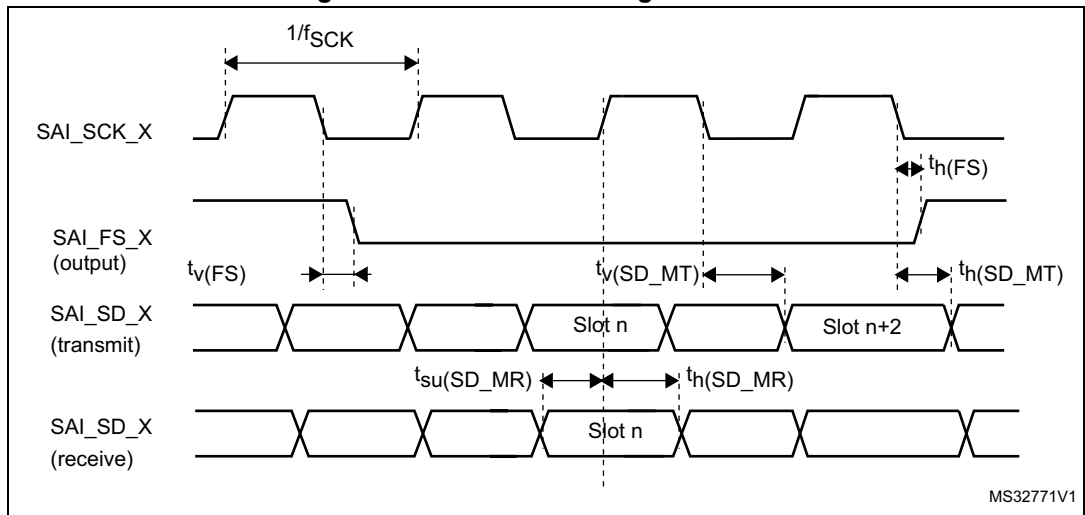 1/fSCK
SAI_SCK_X
th(FS)
SAI_FS_X
(output)
tv(FS)
tv(SD_MT)
th(SD_MT)
SAI_SD_X
(transmit)
Slot n
Slot n+2
tsu(SD_MR)
th(SD_MR)
SAI_SD_X
(receive)
Slot n
MS32771V1